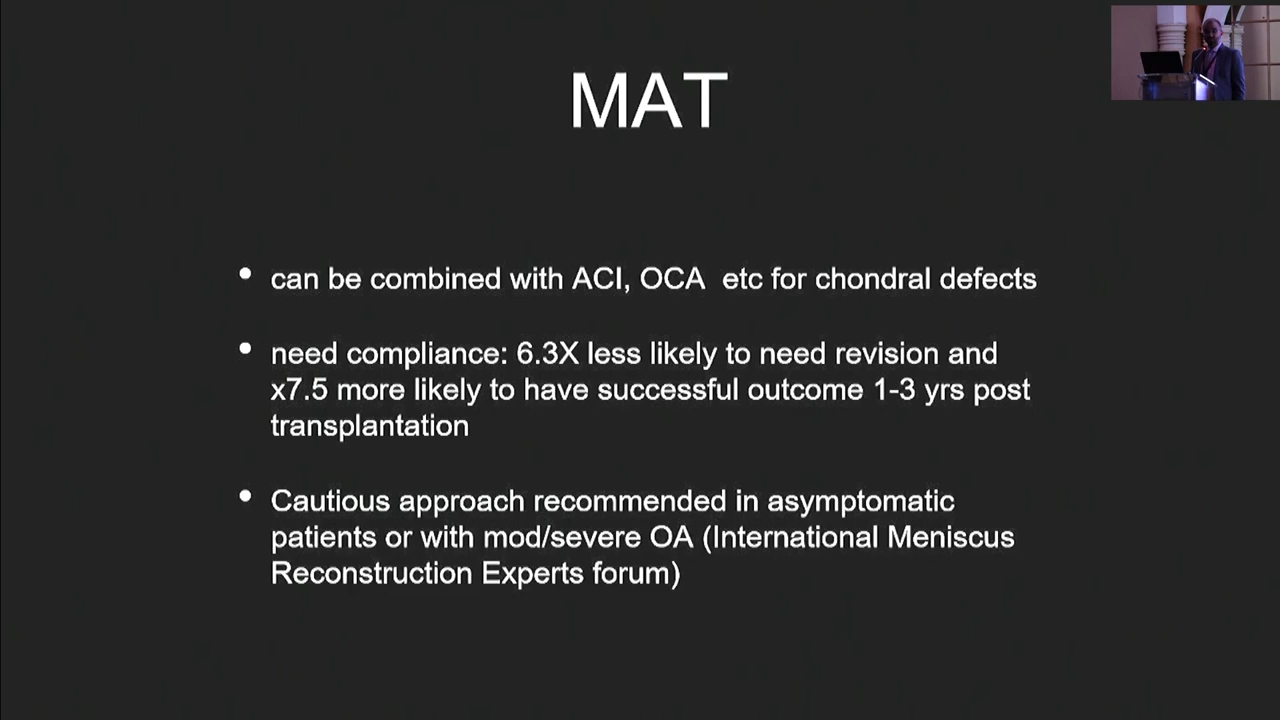 MAT
• can be combined with ACI, OCA  etc for chondral defects
• need compliance: 6.3X less likely to need revision and
x7.5 more likely to have successful outcome 1-3 yrs post
transplantation
• Cautious approach recommended in asymptomatic
patients or with mod/severe OA (International Meniscus
Reconstruction Experts forum)